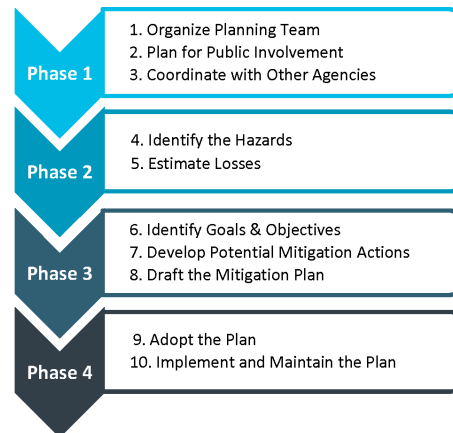 Phase 1
1. Organize Planning Team
2. Plan for Public Involvement
3. Coordinate with Other Agencies
Phase 2
4. Identify the Hazards
5. Estimate Losses
Phase 3
6. Identify Goals & Objectives
7. Develop Potential Mitigation Actions
8. Draft the Mitigation Plan
Phase 4
9. Adopt the Plan
10. Implement and Maintain the Plan